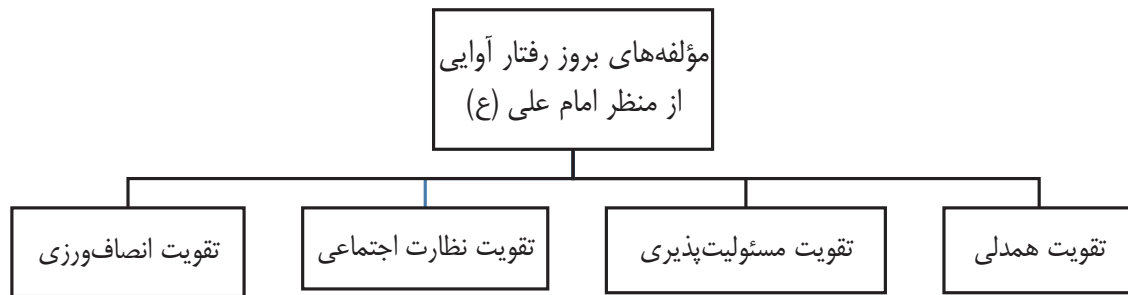 مؤلفه‌های بروز رفتار آوایی
از منظر امام علی (ع)
تقویت همدلی
تقویت مسئولیت‌پذیری
تقویت نظارت اجتماعی
تقویت انصاف‌ورزی